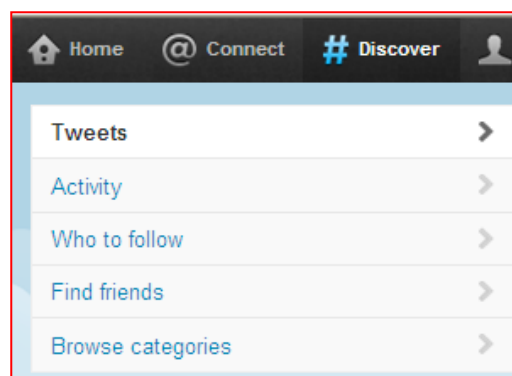 Home @ Connect # Discover
Tweets
Activity
Who to follow
Find friends
Browse categories